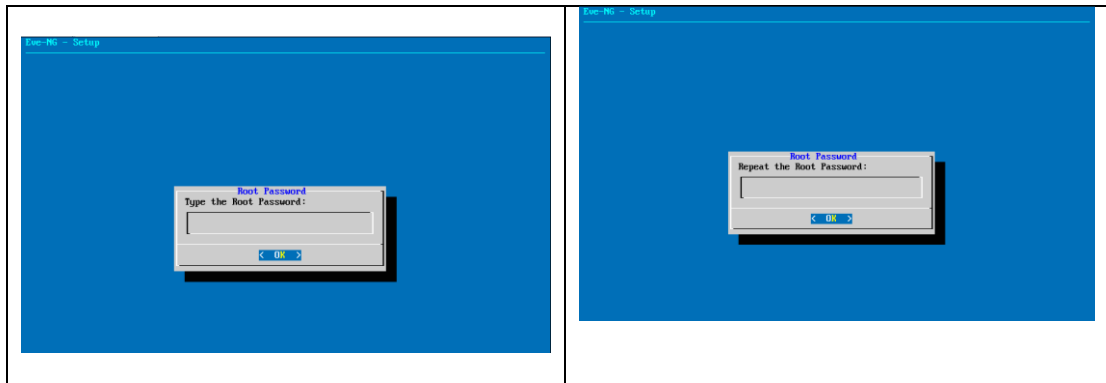 Eve-NG - Setup
Root Password
Type the Root Password:
< OK >
Eve-NG - Setup
Root Password
Repeat the Root Password:
< OK >